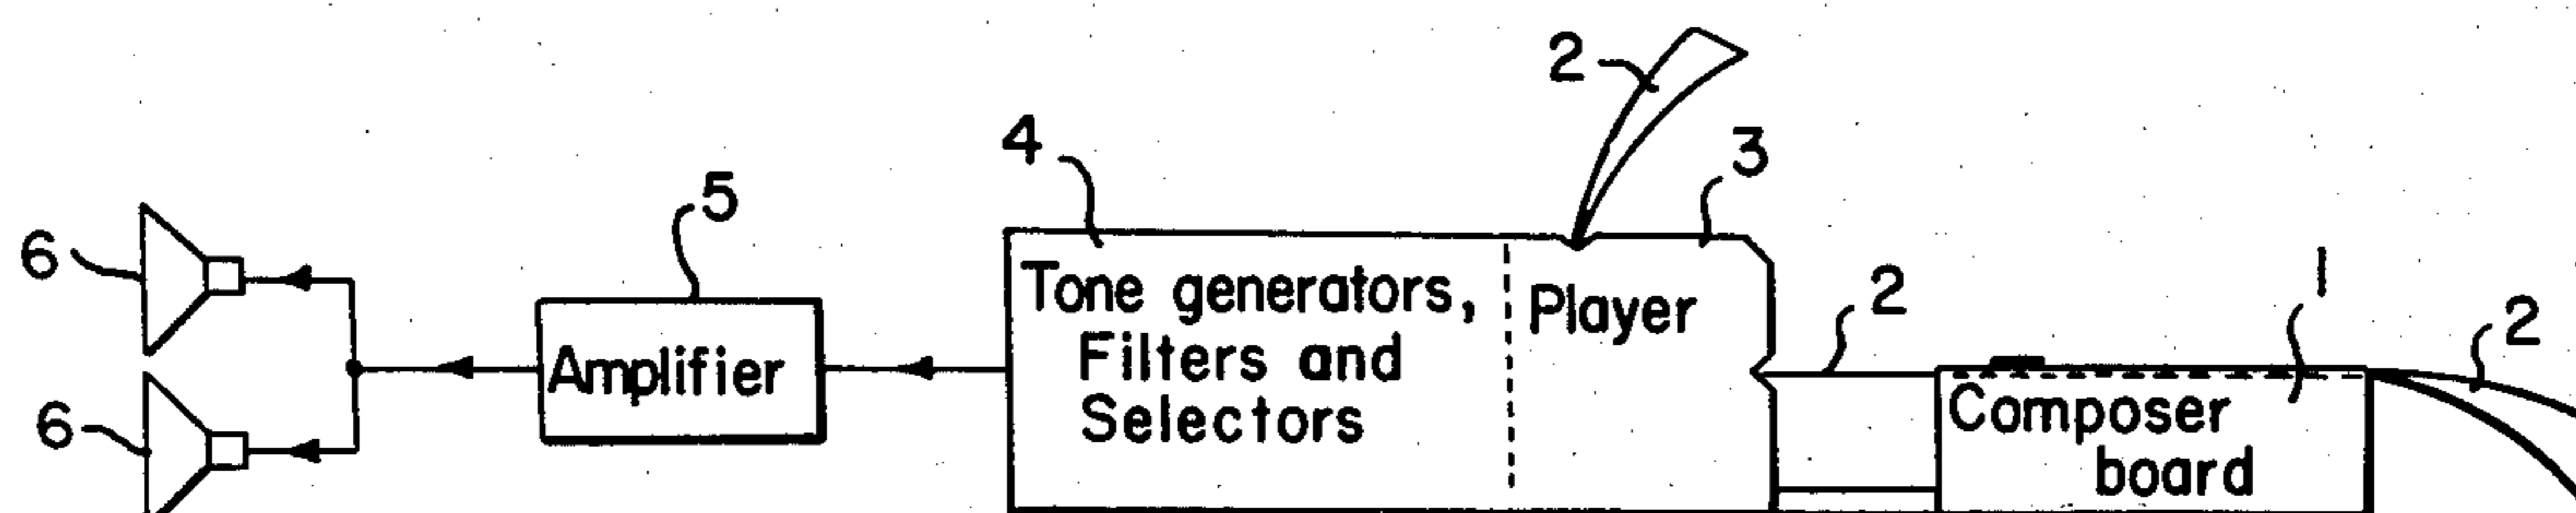 2
4
3
5
6
Tone generators,
Filters and
Selectors
Player
2
1
2
Amplifier
Composer
board
6